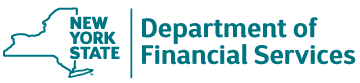 NEW
YORK
STATE
Department of
Financial Services